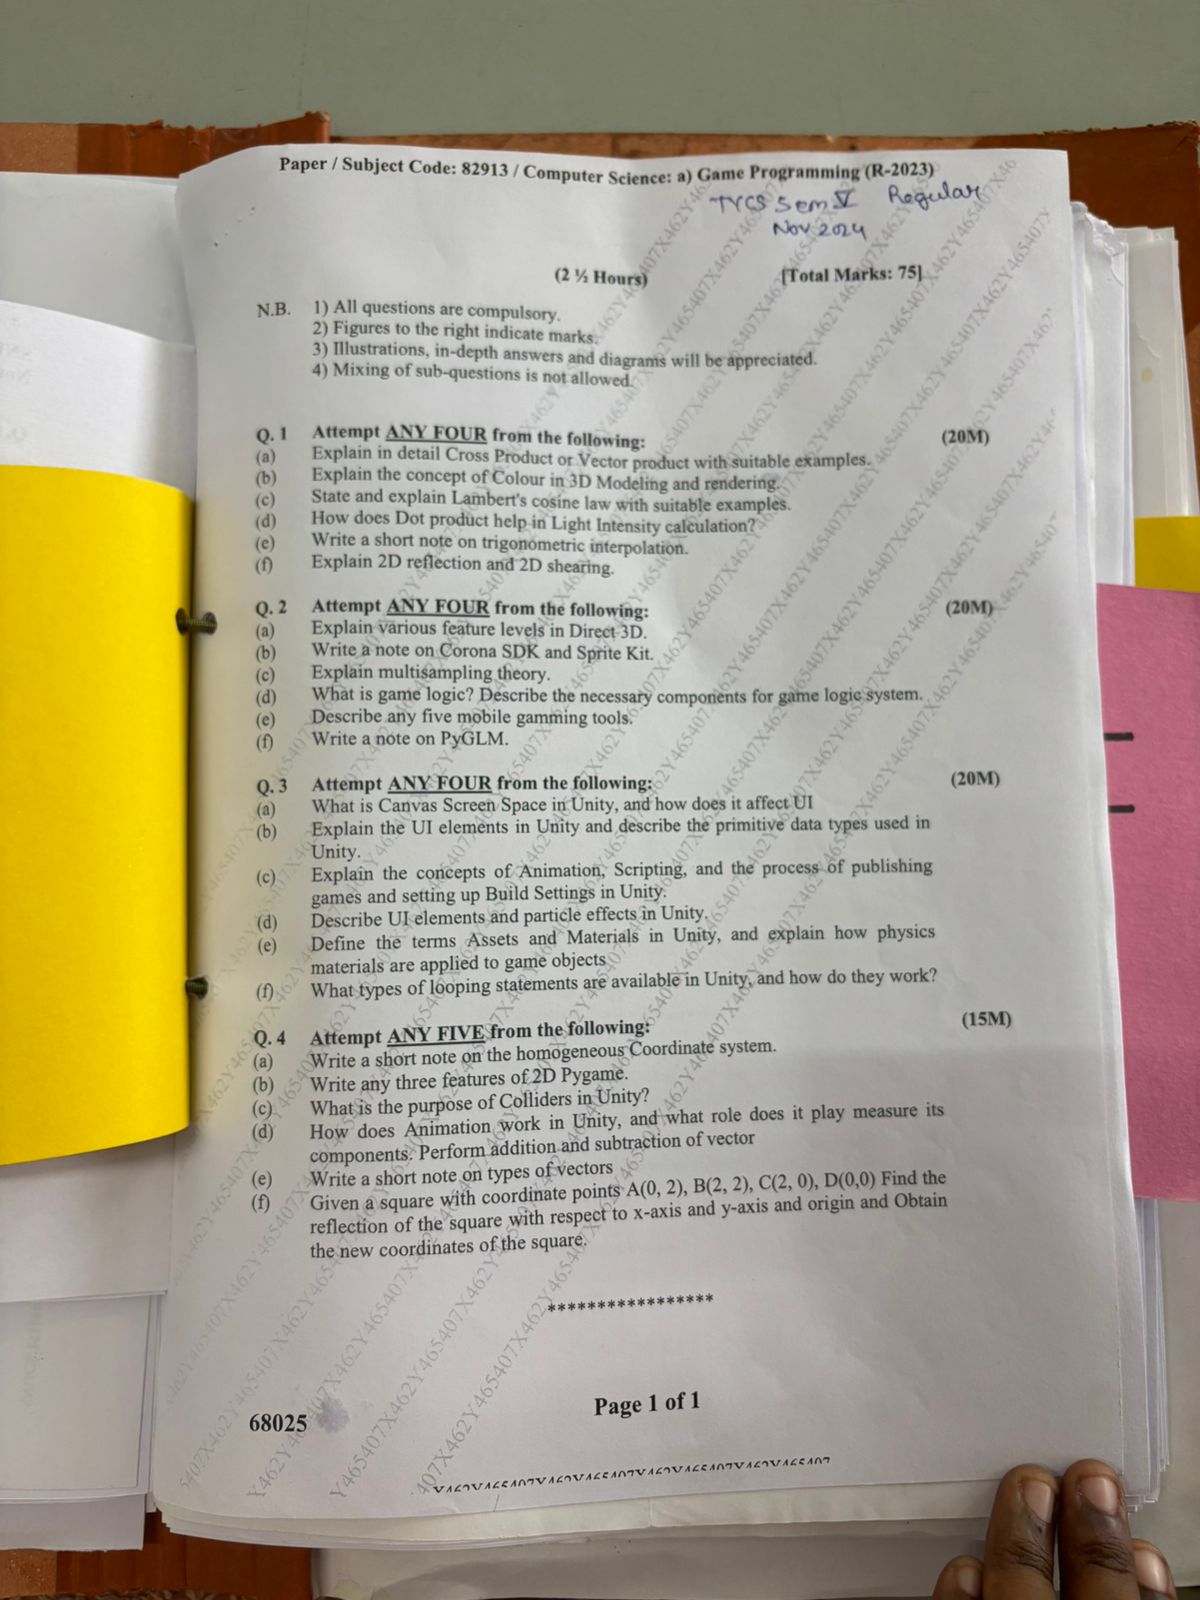 Paper / Subject Code: 82913 / Computer Science: a) Game Programming (R-2023)
TYCS Sem V Regular
Nov 2024
(2 ½ Hours) [Total Marks: 75]
N.B. 1) All questions are compulsory.
2) Figures to the right indicate marks.
3) Illustrations, in-depth answers and diagrams will be appreciated.
4) Mixing of sub-questions is not allowed.
Q. 1 Attempt ANY FOUR from the following: (20M)
(a) Explain in detail Cross Product or Vector product with suitable examples.
(b) Explain the concept of Colour in 3D Modeling and rendering.
(c) State and explain Lambert's cosine law with suitable examples.
(d) How does Dot product help in Light Intensity calculation?
(e) Write a short note on trigonometric interpolation.
(f) Explain 2D reflection and 2D shearing.
Q. 2 Attempt ANY FOUR from the following: (20M)
(a) Explain various feature levels in Direct 3D.
(b) Write a note on Corona SDK and Sprite Kit.
(c) Explain multisampling theory.
(d) What is game logic? Describe the necessary components for game logic system.
(e) Describe any five mobile gamming tools.
(f) Write a note on PyGLM.
Q. 3 Attempt ANY FOUR from the following: (20M)
(a) What is Canvas Screen Space in Unity, and how does it affect UI
(b) Explain the UI elements in Unity and describe the primitive data types used in
Unity.
(c) Explain the concepts of Animation, Scripting, and the process of publishing
games and setting up Build Settings in Unity.
(d) Describe UI elements and particle effects in Unity.
(e) Define the terms Assets and Materials in Unity, and explain how physics
materials are applied to game objects
(f) What types of looping statements are available in Unity, and how do they work?
Q. 4 Attempt ANY FIVE from the following: (15M)
(a) Write a short note on the homogeneous Coordinate system.
(b) Write any three features of 2D Pygame.
(c) What is the purpose of Colliders in Unity?
(d) How does Animation work in Unity, and what role does it play measure its
components. Perform addition and subtraction of vector
(e) Write a short note on types of vectors
(f) Given a square with coordinate points A(0, 2), B(2, 2), C(2, 0), D(0,0) Find the
reflection of the square with respect to x-axis and y-axis and origin and Obtain
the new coordinates of the square.
*****************
68025 Page 1 of 1